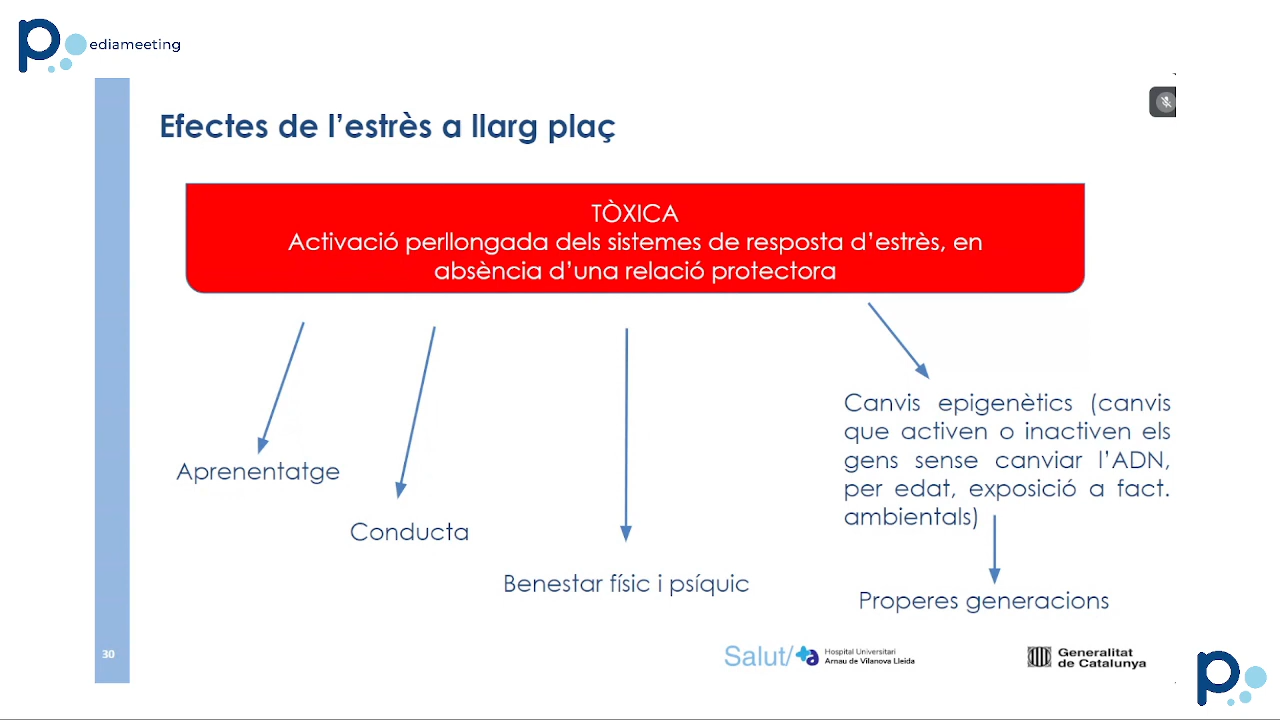 ediameeting
Efectes de l’estrès a llarg plaç
TÒXICA
Activació perllongada dels sistemes de resposta d’estrès, en
absència d’una relació protectora
Aprenentatge
Conducta
Benestar físic i psíquic
Canvis epigenètics (canvis
que activen o inactiven els
gens sense canviar l’ADN,
per edat, exposició a fact.
ambientals)
Properes generacions
30
Salut/
Hospital Universitari
Arnau de Vilanova Lleida
Generalitat
de Catalunya